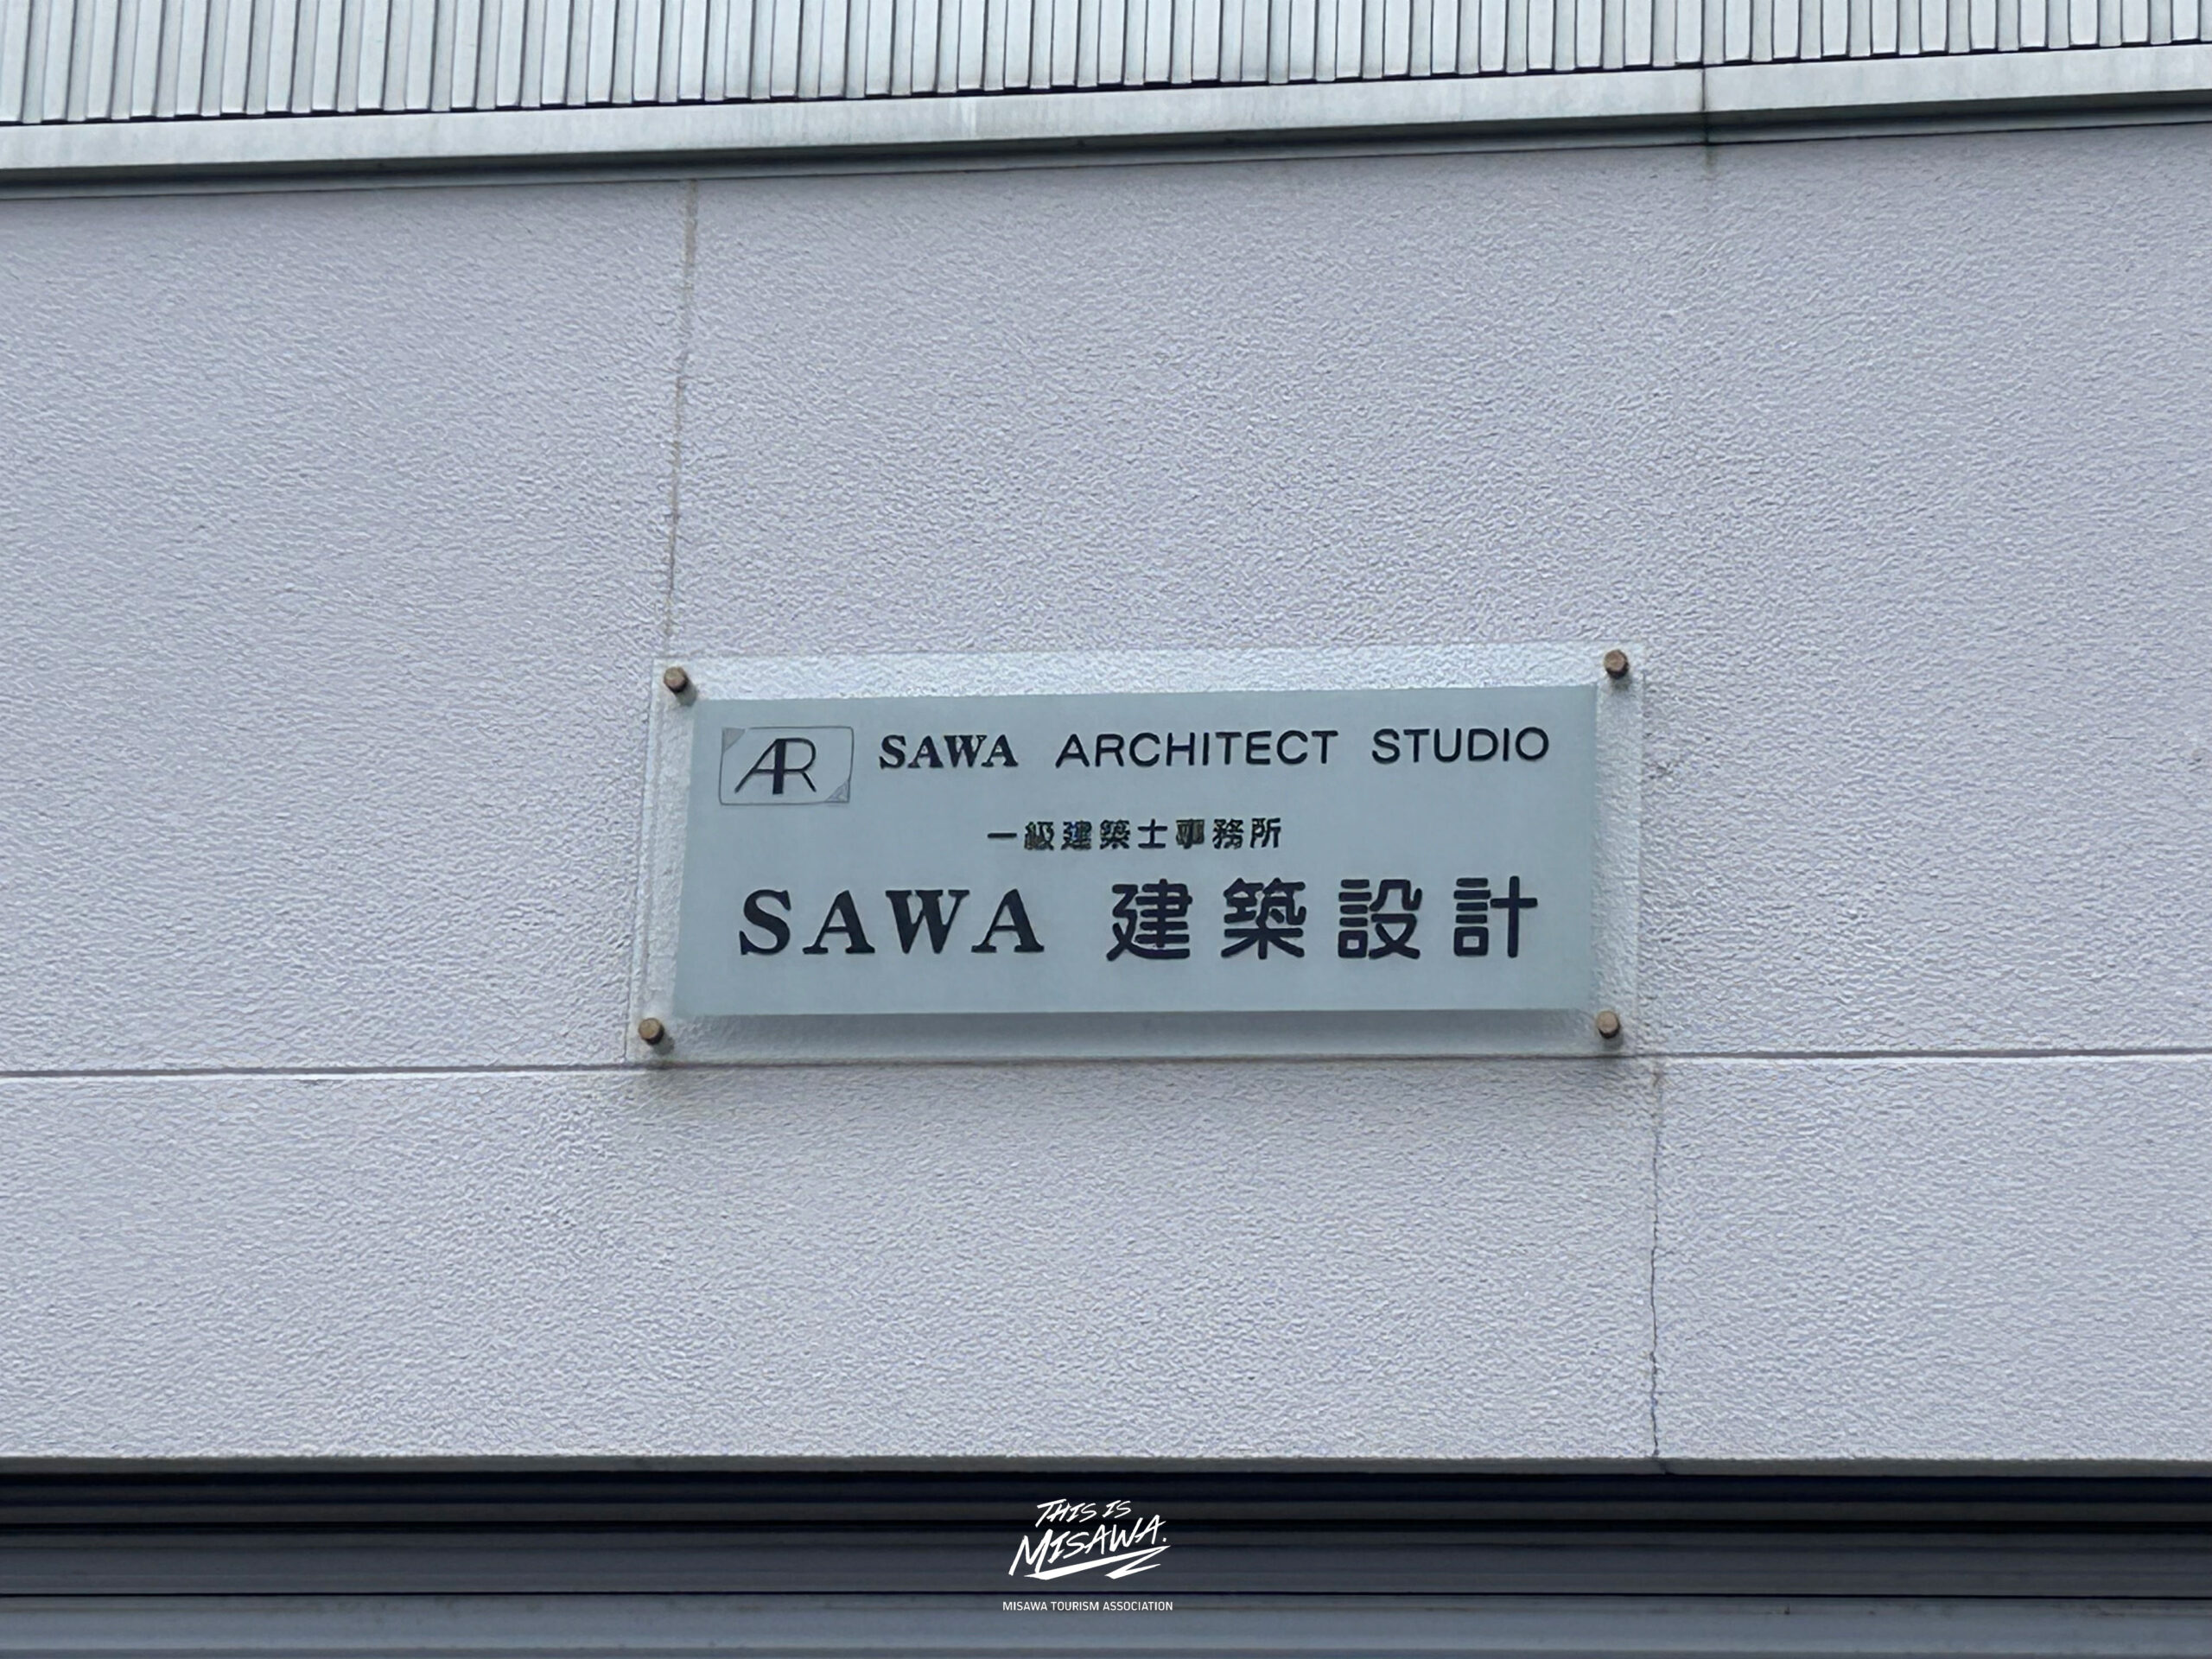 AR SAWA ARCHITECT STUDIO
一級建築士事務所
SAWA 建築設計
THIS IS
MISAWA.
MISAWA TOURISM ASSOCIATION